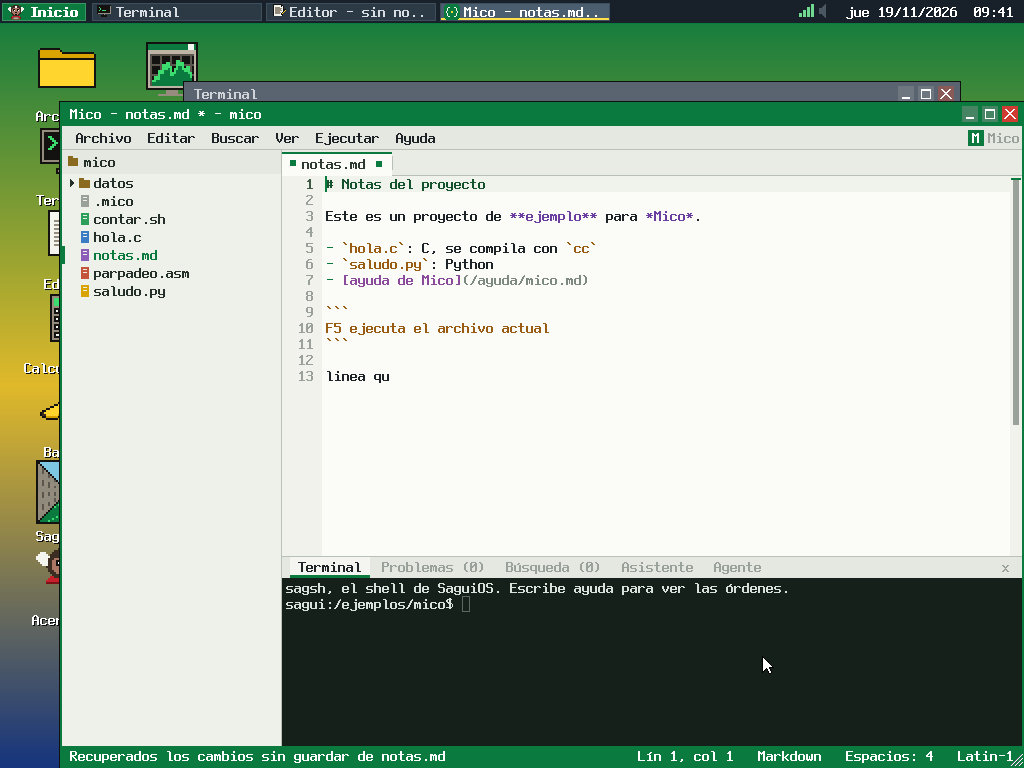 Inicio
Terminal
Editor - sin no..
Mico - notas.md..
jue 19/11/2026 09:41
Terminal
Mico - notas.md * - mico
Archivo Editar Buscar Ver Ejecutar Ayuda
M Mico
mico
datos
.mico
contar.sh
hola.c
notas.md
parpadeo.asm
saludo.py
notas.md
1 # Notas del proyecto
2
3 Este es un proyecto de **ejemplo** para *Mico*.
4
5 - `hola.c`: C, se compila con `cc`
6 - `saludo.py`: Python
7 - [ayuda de Mico](/ayuda/mico.md)
8
9 ```
10 F5 ejecuta el archivo actual
11 ```
12
13 linea qu
Terminal Problemas (0) Búsqueda (0) Asistente Agente x
sagsh, el shell de SaguiOS. Escribe ayuda para ver las órdenes.
sagui:/ejemplos/mico$
Recuperados los cambios sin guardar de notas.md
Lín 1, col 1 Markdown Espacios: 4 Latin-1